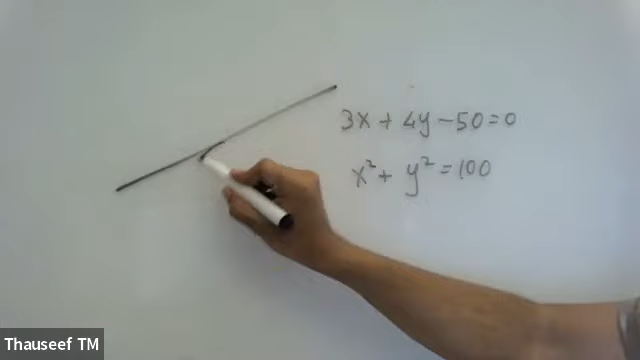 3x + 4y - 50 = 0
x² + y² = 100
Thauseef TM